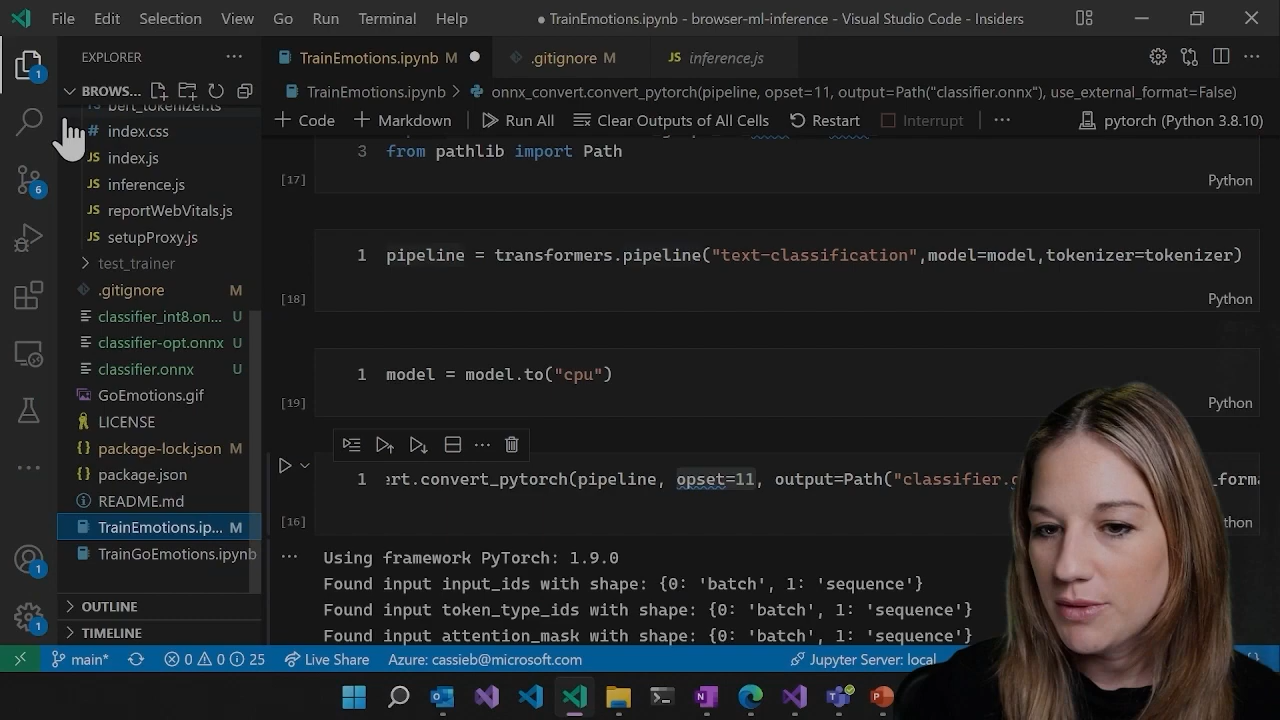 File Edit Selection View Go Run Terminal Help ● TrainEmotions.ipynb - browser-ml-inference - Visual Studio Code - Insiders
EXPLORER
TrainEmotions.ipynb M
.gitignore M
JS inference.js
BROWS...
TrainEmotions.ipynb > onnx_convert.convert_pytorch(pipeline, opset=11, output=Path("classifier.onnx"), use_external_format=False)
+ Code + Markdown Run All Clear Outputs of All Cells Restart Interrupt ... pytorch (Python 3.8.10)
bert_tokenizer.ts
# index.css
JS index.js
JS inference.js
JS reportWebVitals.js
JS setupProxy.js
test_trainer
.gitignore M
classifier_int8.on... U
classifier-opt.onnx U
classifier.onnx U
GoEmotions.gif
LICENSE
{} package-lock.json M
{} package.json
README.md
TrainEmotions.ip... M
TrainGoEmotions.ipynb
OUTLINE
TIMELINE
3 from pathlib import Path
[17] Python
1 pipeline = transformers.pipeline("text-classification",model=model,tokenizer=tokenizer)
[18] Python
1 model = model.to("cpu")
[19] Python
1 ert.convert_pytorch(pipeline, opset=11, output=Path("classifier.
[16]
Using framework PyTorch: 1.9.0
Found input input_ids with shape: {0: 'batch', 1: 'sequence'}
Found input token_type_ids with shape: {0: 'batch', 1: 'sequence'}
Found input attention_mask with shape: {0: 'batch', 1: 'sequence'}
1
6
1
1
main* 0 0 25 Live Share Azure: cassieb@microsoft.com Jupyter Server: local